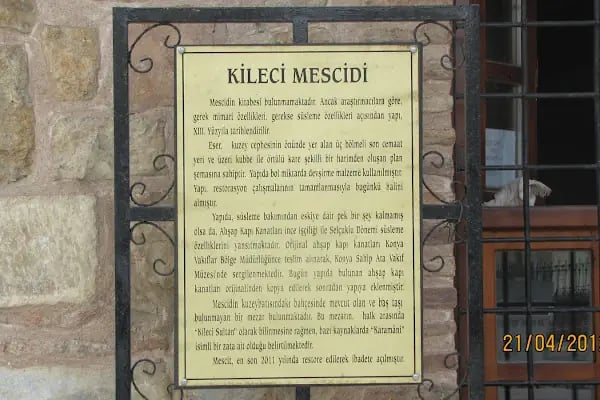 KİLECİ MESCİDİ
Mescidin kitabesi bulunmamaktadır. Ancak araştırmacılara göre,
gerek mimari özellikleri, gerekse süsleme özellikleri açısından yapı,
XIII. Yüzyıla tarihlendirilir.
Eser, kuzey cephesinin önünde yer alan üç bölmeli son cemaat
yeri ve üzeri kubbe ile örtülü kare şekilli bir harimden oluşan plan
şemasına sahiptir. Yapıda bol miktarda devşirme malzeme kullanılmıştır.
Yapı, restorasyon çalışmalarının tamamlanmasıyla bugünkü halini
almıştır.
Yapıda, süsleme bakımından eskiye dair pek bir şey kalmamış
olsa da, Ahşap Kapı Kanatları ince işçiliği ile Selçuklu Dönemi süsleme
özelliklerini yansıtmaktadır. Orijinal ahşap kapı kanatları Konya
Vakıflar Bölge Müdürlüğünce teslim alınarak, Konya Sahip Ata Vakıf
Müzesi'nde sergilenmektedir. Bugün yapıda bulunan ahşap kapı
kanatları orijinalinden kopya edilerek sonradan yapıya eklenmiştir.
Mescidin kuzeybatısındaki bahçesinde mevcut olan ve baş taşı
bulunmayan bir mezar bulunmaktadır. Bu mezarın, halk arasında
"Kileci Sultan" olarak bilinmesine rağmen, bazı kaynaklarda "Karamâni"
isimli bir zata ait olduğu belirtilmektedir.
Mescit, en son 2011 yılında restore edilerek ibadete açılmıştır.
21/04/201